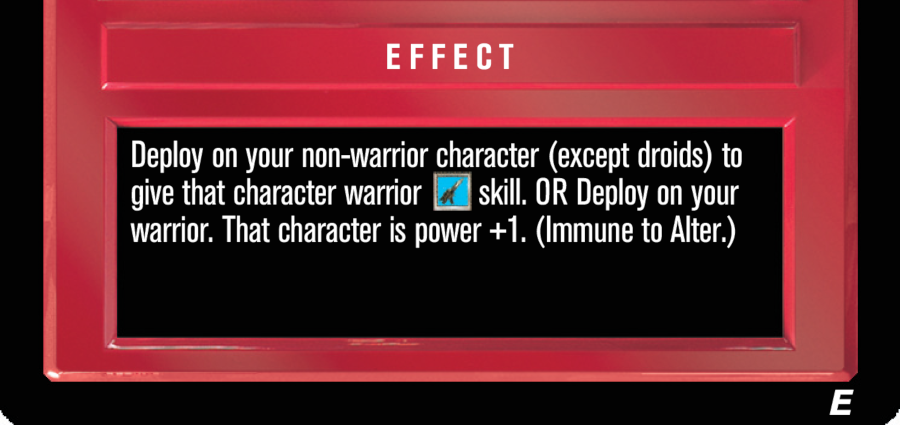 EFFECT
Deploy on your non-warrior character (except droids) to
give that character warrior skill. OR Deploy on your
warrior. That character is power +1. (Immune to Alter.)
E